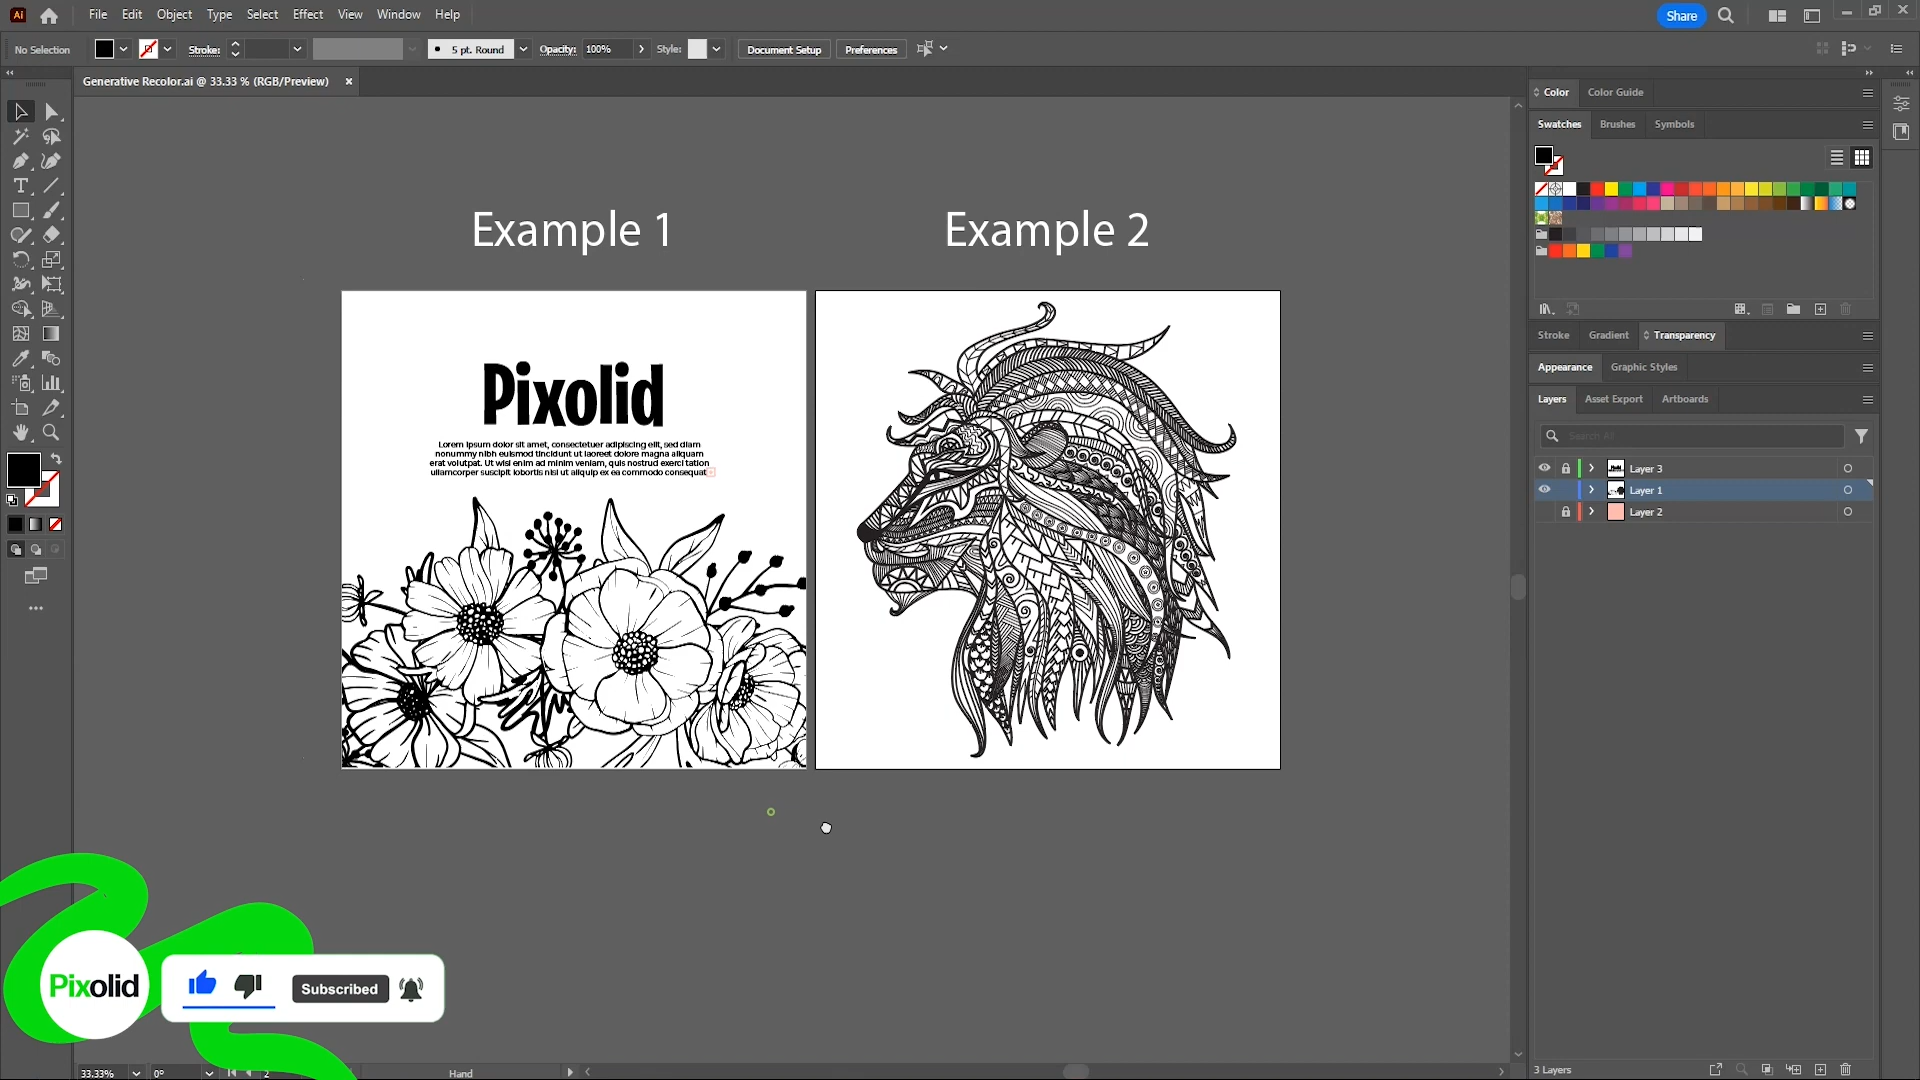 Ai File Edit Object Type Select Effect View Window Help Share
No Selection Stroke: 5 pt. Round Opacity: 100% Style: Document Setup Preferences
Generative Recolor.ai @ 33.33 % (RGB/Preview)
Color Color Guide
Swatches Brushes Symbols
Example 1 Example 2
Pixolid
Lorem ipsum dolor sit amet, consectetuer adipiscing elit, sed diam
nonummy nibh euismod tincidunt ut laoreet dolore magna aliquam
erat volutpat. Ut wisi enim ad minim veniam, quis nostrud exerci tation
ullamcorper suscipit lobortis nisl ut aliquip ex ea commodo consequat
Stroke Gradient Transparency
Appearance Graphic Styles
Layers Asset Export Artboards
Search All
Layer 3
Layer 1
Layer 2
Pixolid
Subscribed
33.33% 0° 2 Hand
3 Layers